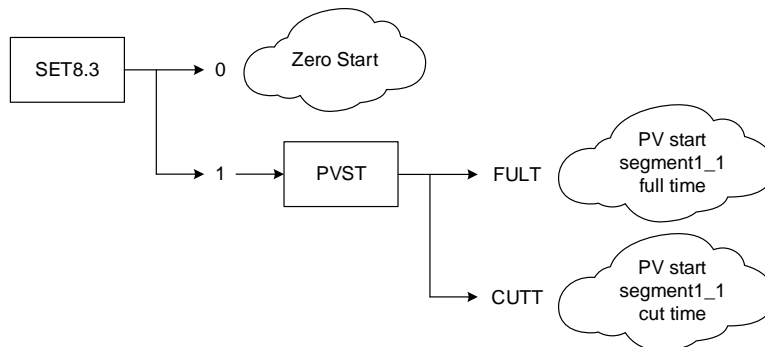 SET8.3
0
Zero Start
1
PVST
FULT
PV start
segment1_1
full time
CUTT
PV start
segment1_1
cut time